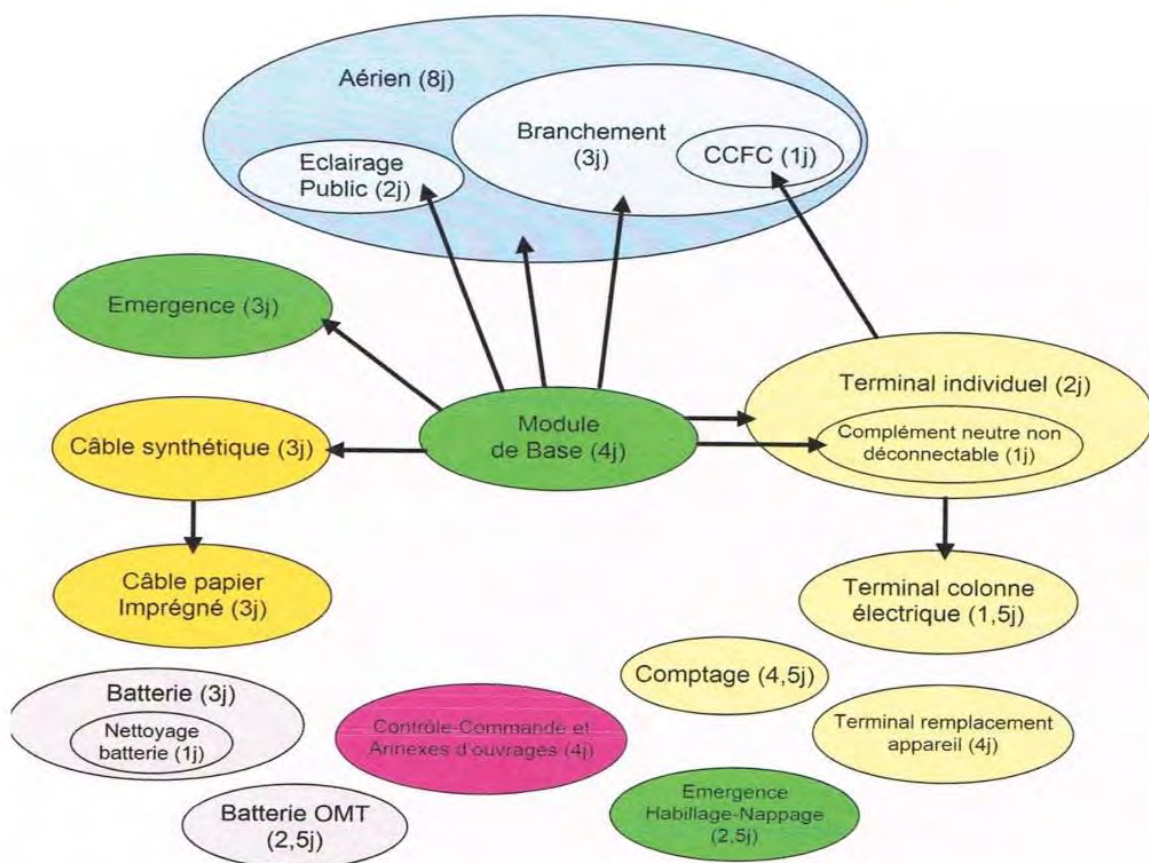 Aérien (8j)
Branchement
(3j)
CCFC (1j)
Eclairage
Public (2j)
Emergence (3j)
Terminal individuel (2j)
Module
de Base (4j)
Complément neutre non
déconnectable (1j)
Câble synthétique (3j)
Câble papier
Imprégné (3j)
Terminal colonne
électrique (1,5j)
Comptage (4,5j)
Batterie (3j)
Nettoyage
batterie (1j)
Contrôle-Commande et
Annexes d'ouvrages (4j)
Terminal remplacement
appareil (4j)
Batterie OMT
(2,5j)
Emergence
Habillage-Nappage
(2,5j)